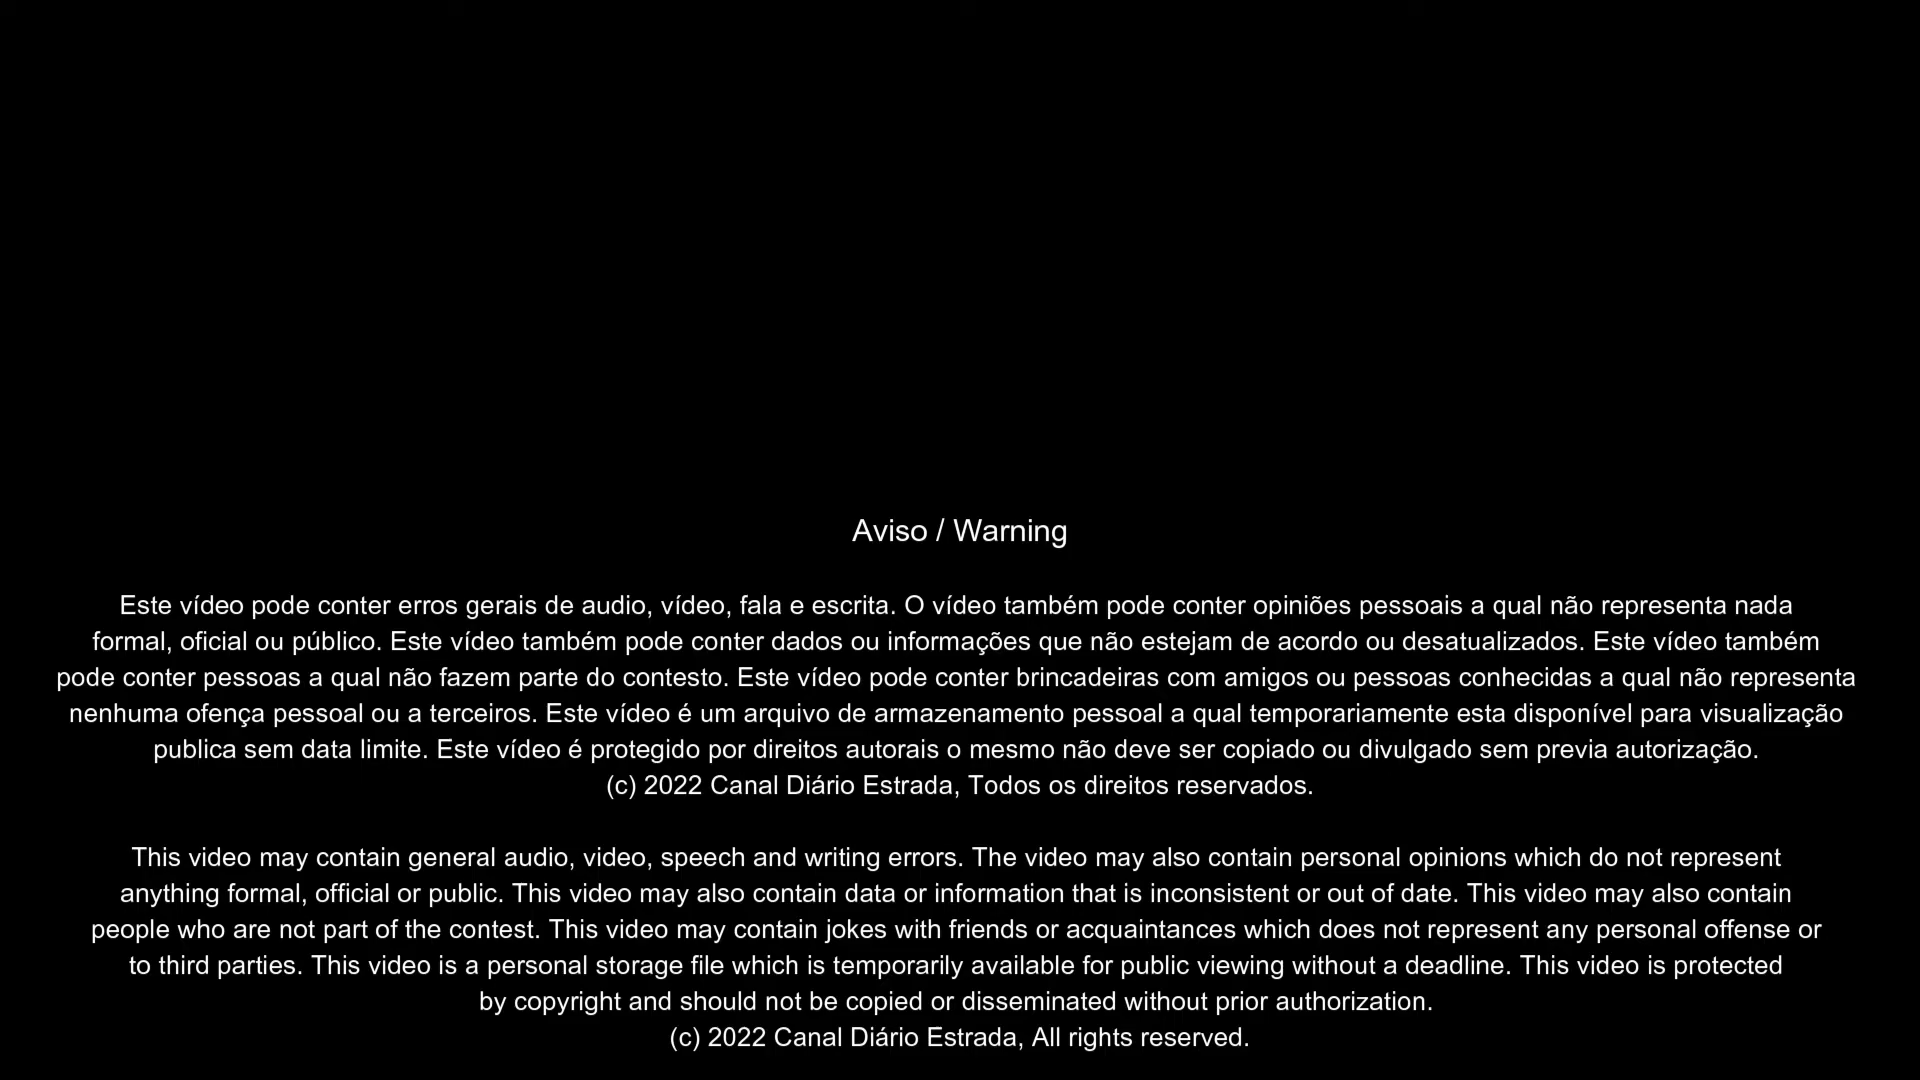 Aviso / Warning
Este vídeo pode conter erros gerais de audio, vídeo, fala e escrita. O vídeo também pode conter opiniões pessoais a qual não representa nada
formal, oficial ou público. Este vídeo também pode conter dados ou informações que não estejam de acordo ou desatualizados. Este vídeo também
pode conter pessoas a qual não fazem parte do contesto. Este vídeo pode conter brincadeiras com amigos ou pessoas conhecidas a qual não representa
nenhuma ofença pessoal ou a terceiros. Este vídeo é um arquivo de armazenamento pessoal a qual temporariamente esta disponível para visualização
publica sem data limite. Este vídeo é protegido por direitos autorais o mesmo não deve ser copiado ou divulgado sem previa autorização.
(c) 2022 Canal Diário Estrada, Todos os direitos reservados.
This video may contain general audio, video, speech and writing errors. The video may also contain personal opinions which do not represent
anything formal, official or public. This video may also contain data or information that is inconsistent or out of date. This video may also contain
people who are not part of the contest. This video may contain jokes with friends or acquaintances which does not represent any personal offense or
to third parties. This video is a personal storage file which is temporarily available for public viewing without a deadline. This video is protected
by copyright and should not be copied or disseminated without prior authorization.
(c) 2022 Canal Diário Estrada, All rights reserved.